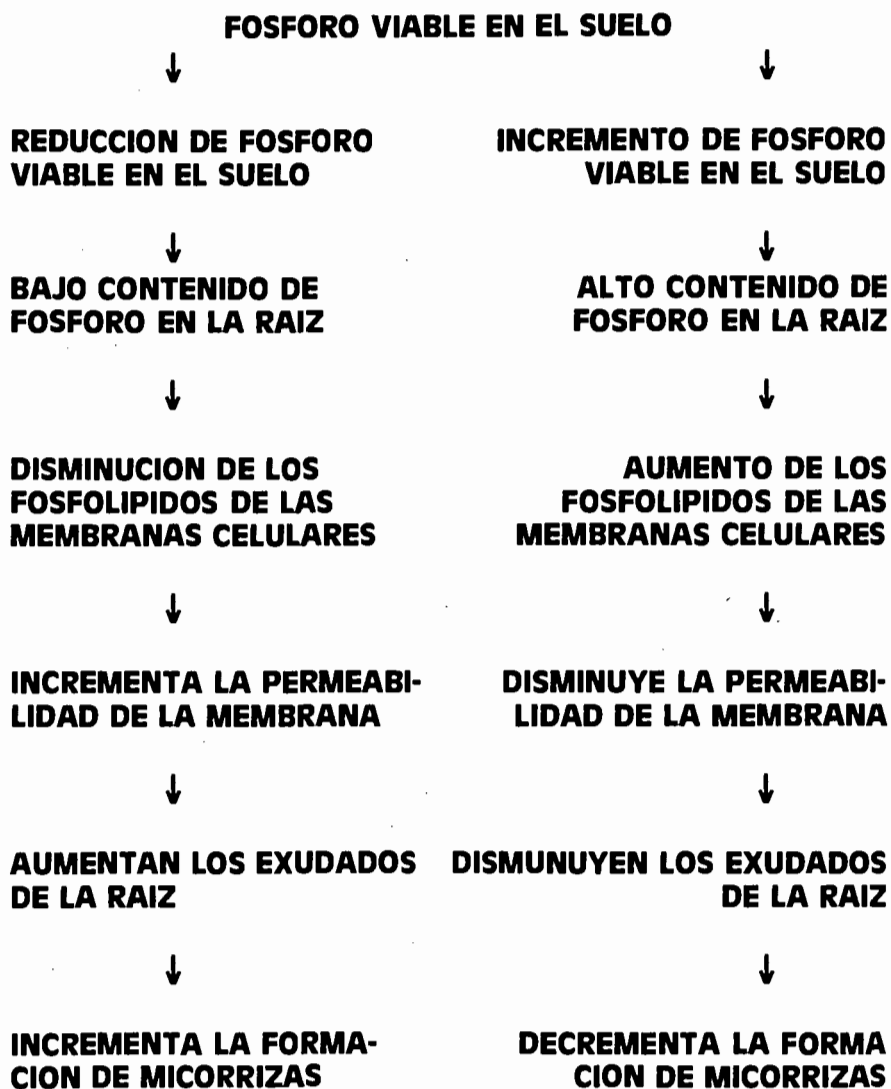 FOSFORO VIABLE EN EL SUELO
↓ ↓
REDUCCION DE FOSFORO
VIABLE EN EL SUELO
INCREMENTO DE FOSFORO
VIABLE EN EL SUELO
↓ ↓
BAJO CONTENIDO DE
FOSFORO EN LA RAIZ
ALTO CONTENIDO DE
FOSFORO EN LA RAIZ
↓ ↓
DISMINUCION DE LOS
FOSFOLIPIDOS DE LAS
MEMBRANAS CELULARES
AUMENTO DE LOS
FOSFOLIPIDOS DE LAS
MEMBRANAS CELULARES
↓ ↓
INCREMENTA LA PERMEABI-
LIDAD DE LA MEMBRANA
DISMINUYE LA PERMEABI-
LIDAD DE LA MEMBRANA
↓ ↓
AUMENTAN LOS EXUDADOS
DE LA RAIZ
DISMUNUYEN LOS EXUDADOS
DE LA RAIZ
↓ ↓
INCREMENTA LA FORMA-
CION DE MICORRIZAS
DECREMENTA LA FORMA
CION DE MICORRIZAS